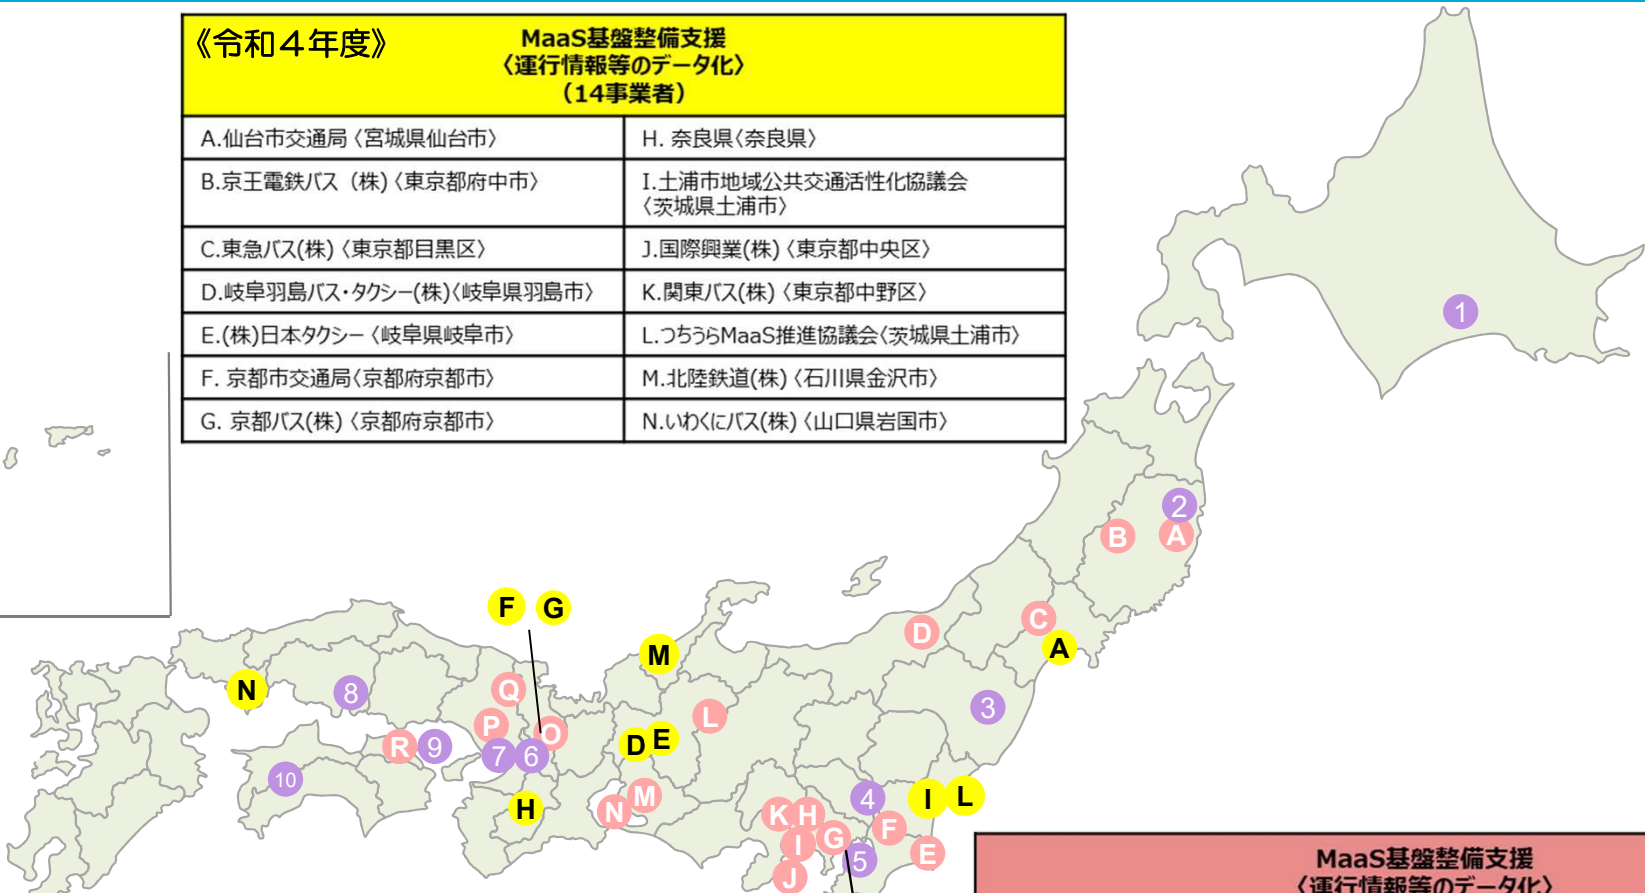 《令和４年度》
MaaS基盤整備支援
〈運行情報等のデータ化〉
（14事業者）
A.仙台市交通局〈宮城県仙台市〉
H. 奈良県〈奈良県〉
B.京王電鉄バス（株)〈東京都府中市〉
I.土浦市地域公共交通活性化協議会
〈茨城県土浦市〉
C.東急バス(株)〈東京都目黒区〉
J.国際興業(株)〈東京都中央区〉
D.岐阜羽島バス・タクシー(株)〈岐阜県羽島市〉
K.関東バス(株)〈東京都中野区〉
E.(株)日本タクシー〈岐阜県岐阜市〉
L.つちうらMaaS推進協議会〈茨城県土浦市〉
F. 京都市交通局〈京都府京都市〉
M.北陸鉄道(株)〈石川県金沢市〉
G. 京都バス(株)〈京都府京都市〉
N.いわくにバス(株)〈山口県岩国市〉
1
2
B A
F G
C
D
A
M
N
8
Q
3
L
P
O
D E
R 9
7 6
10
H
M
N
4
I L
K H
F
G
I
5
E
J
MaaS基盤整備支援
〈運行情報等のデータ化〉